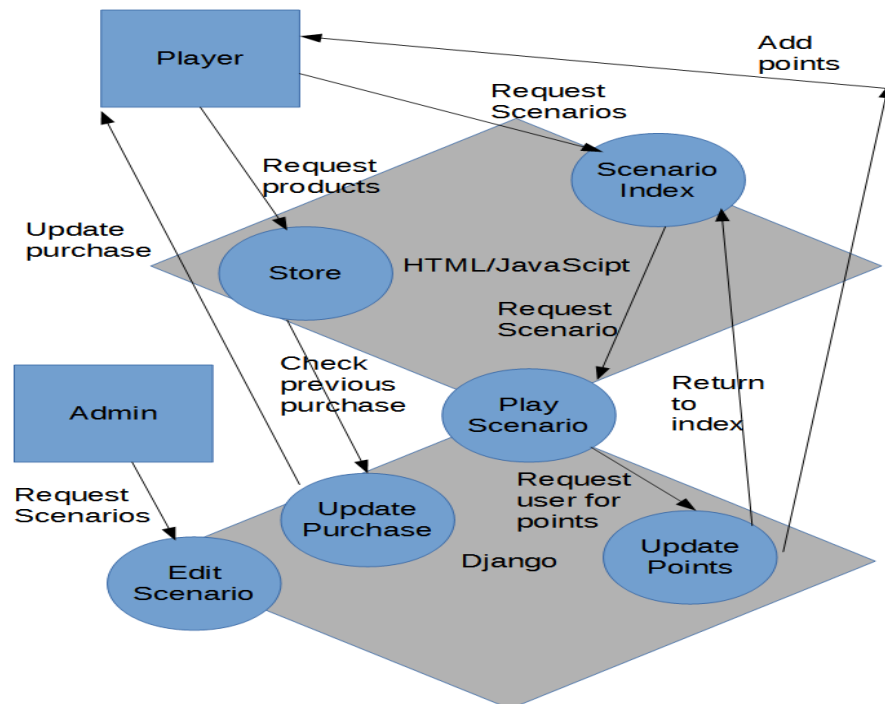 Player
Add
points
Request
Scenarios
Scenario
Index
Request
products
Update
purchase
Store
HTML/JavaScipt
Request
Scenario
Check
previous
purchase
Admin
Play
Scenario
Return
to
index
Request
Scenarios
Update
Purchase
Request
user for
points
Django
Update
Points
Edit
Scenario